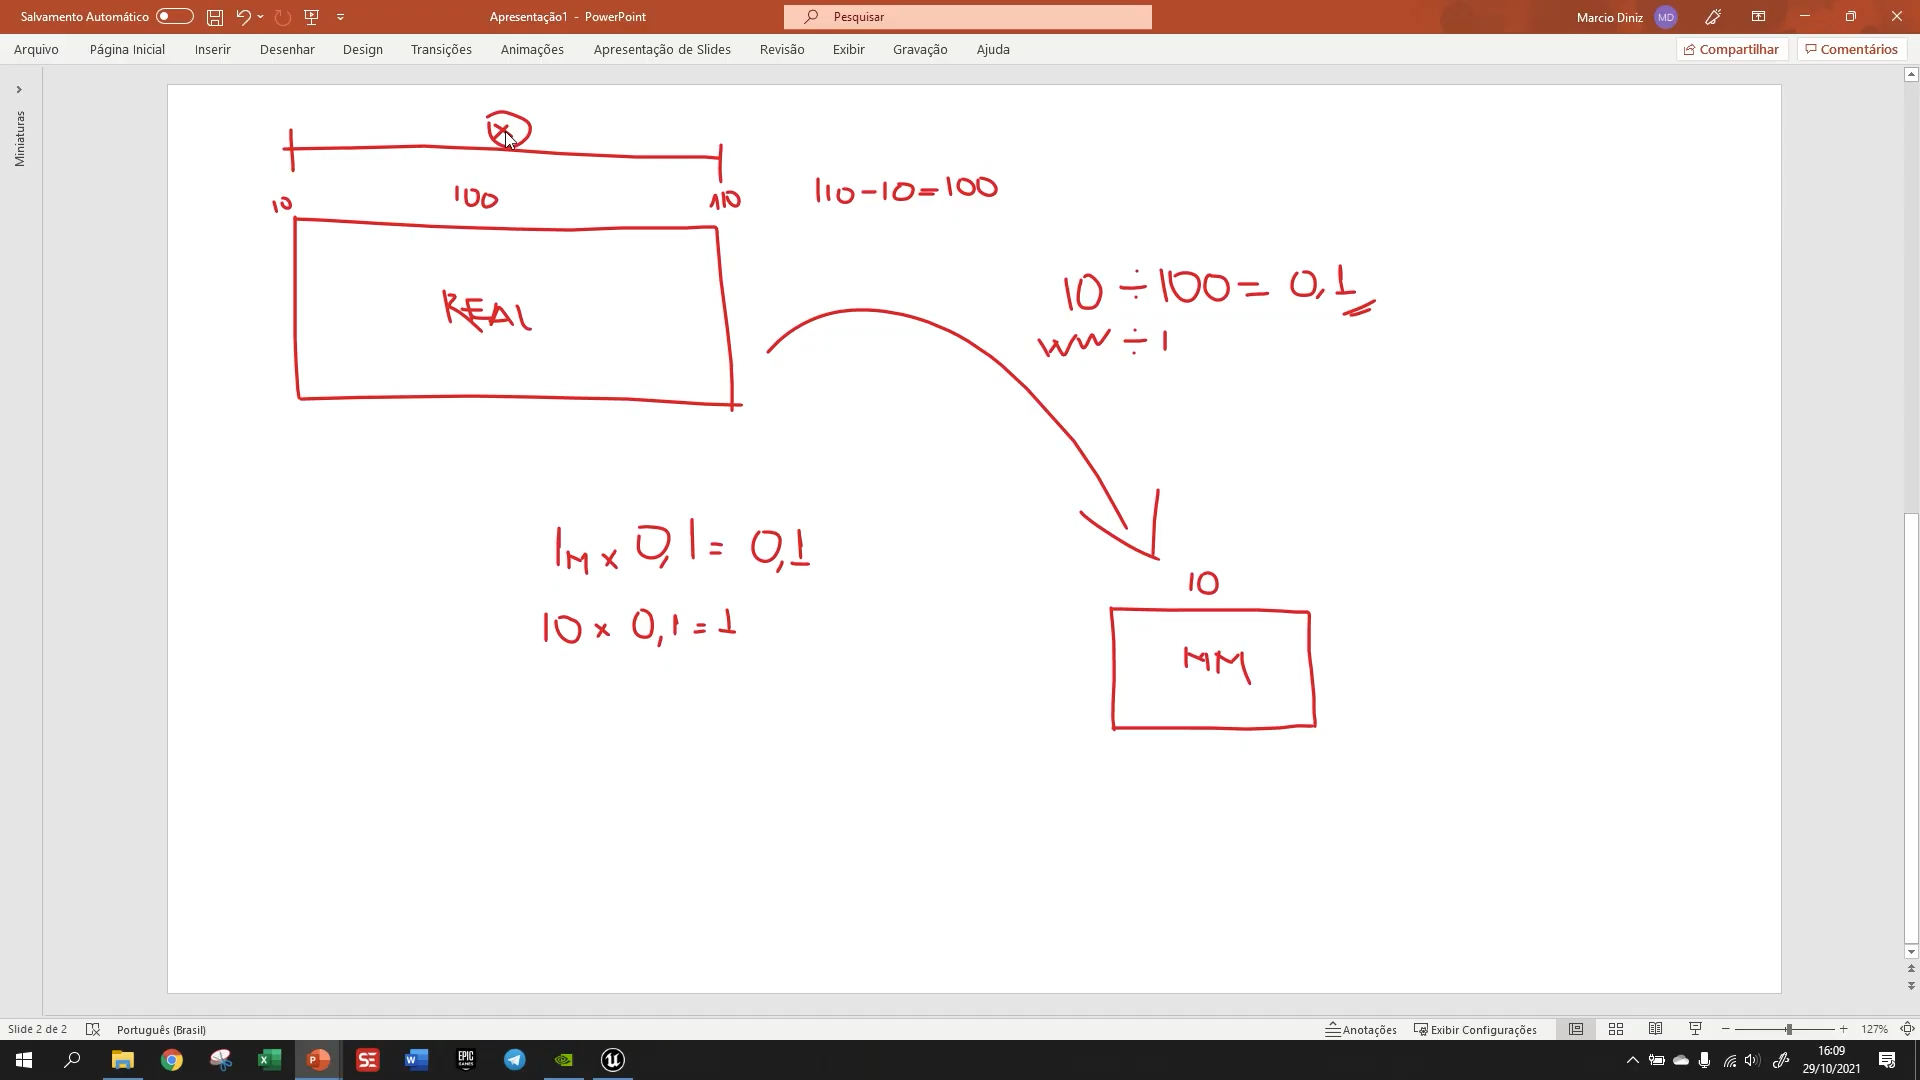 Salvamento Automático
Apresentação1 - PowerPoint
Pesquisar
Marcio Diniz
MD
Arquivo Página Inicial Inserir Desenhar Design Transições Animações Apresentação de Slides Revisão Exibir Gravação Ajuda
Compartilhar Comentários
Miniaturas
x
10 100 110
110-10=100
REAL
10 ÷ 100 = 0,1
÷ 1
1M x 0,1 = 0,1
10 x 0,1 = 1
10
MM
Slide 2 de 2 Português (Brasil)
Anotações Exibir Configurações 127%
SE
EPIC GAMES
16:09
29/10/2021